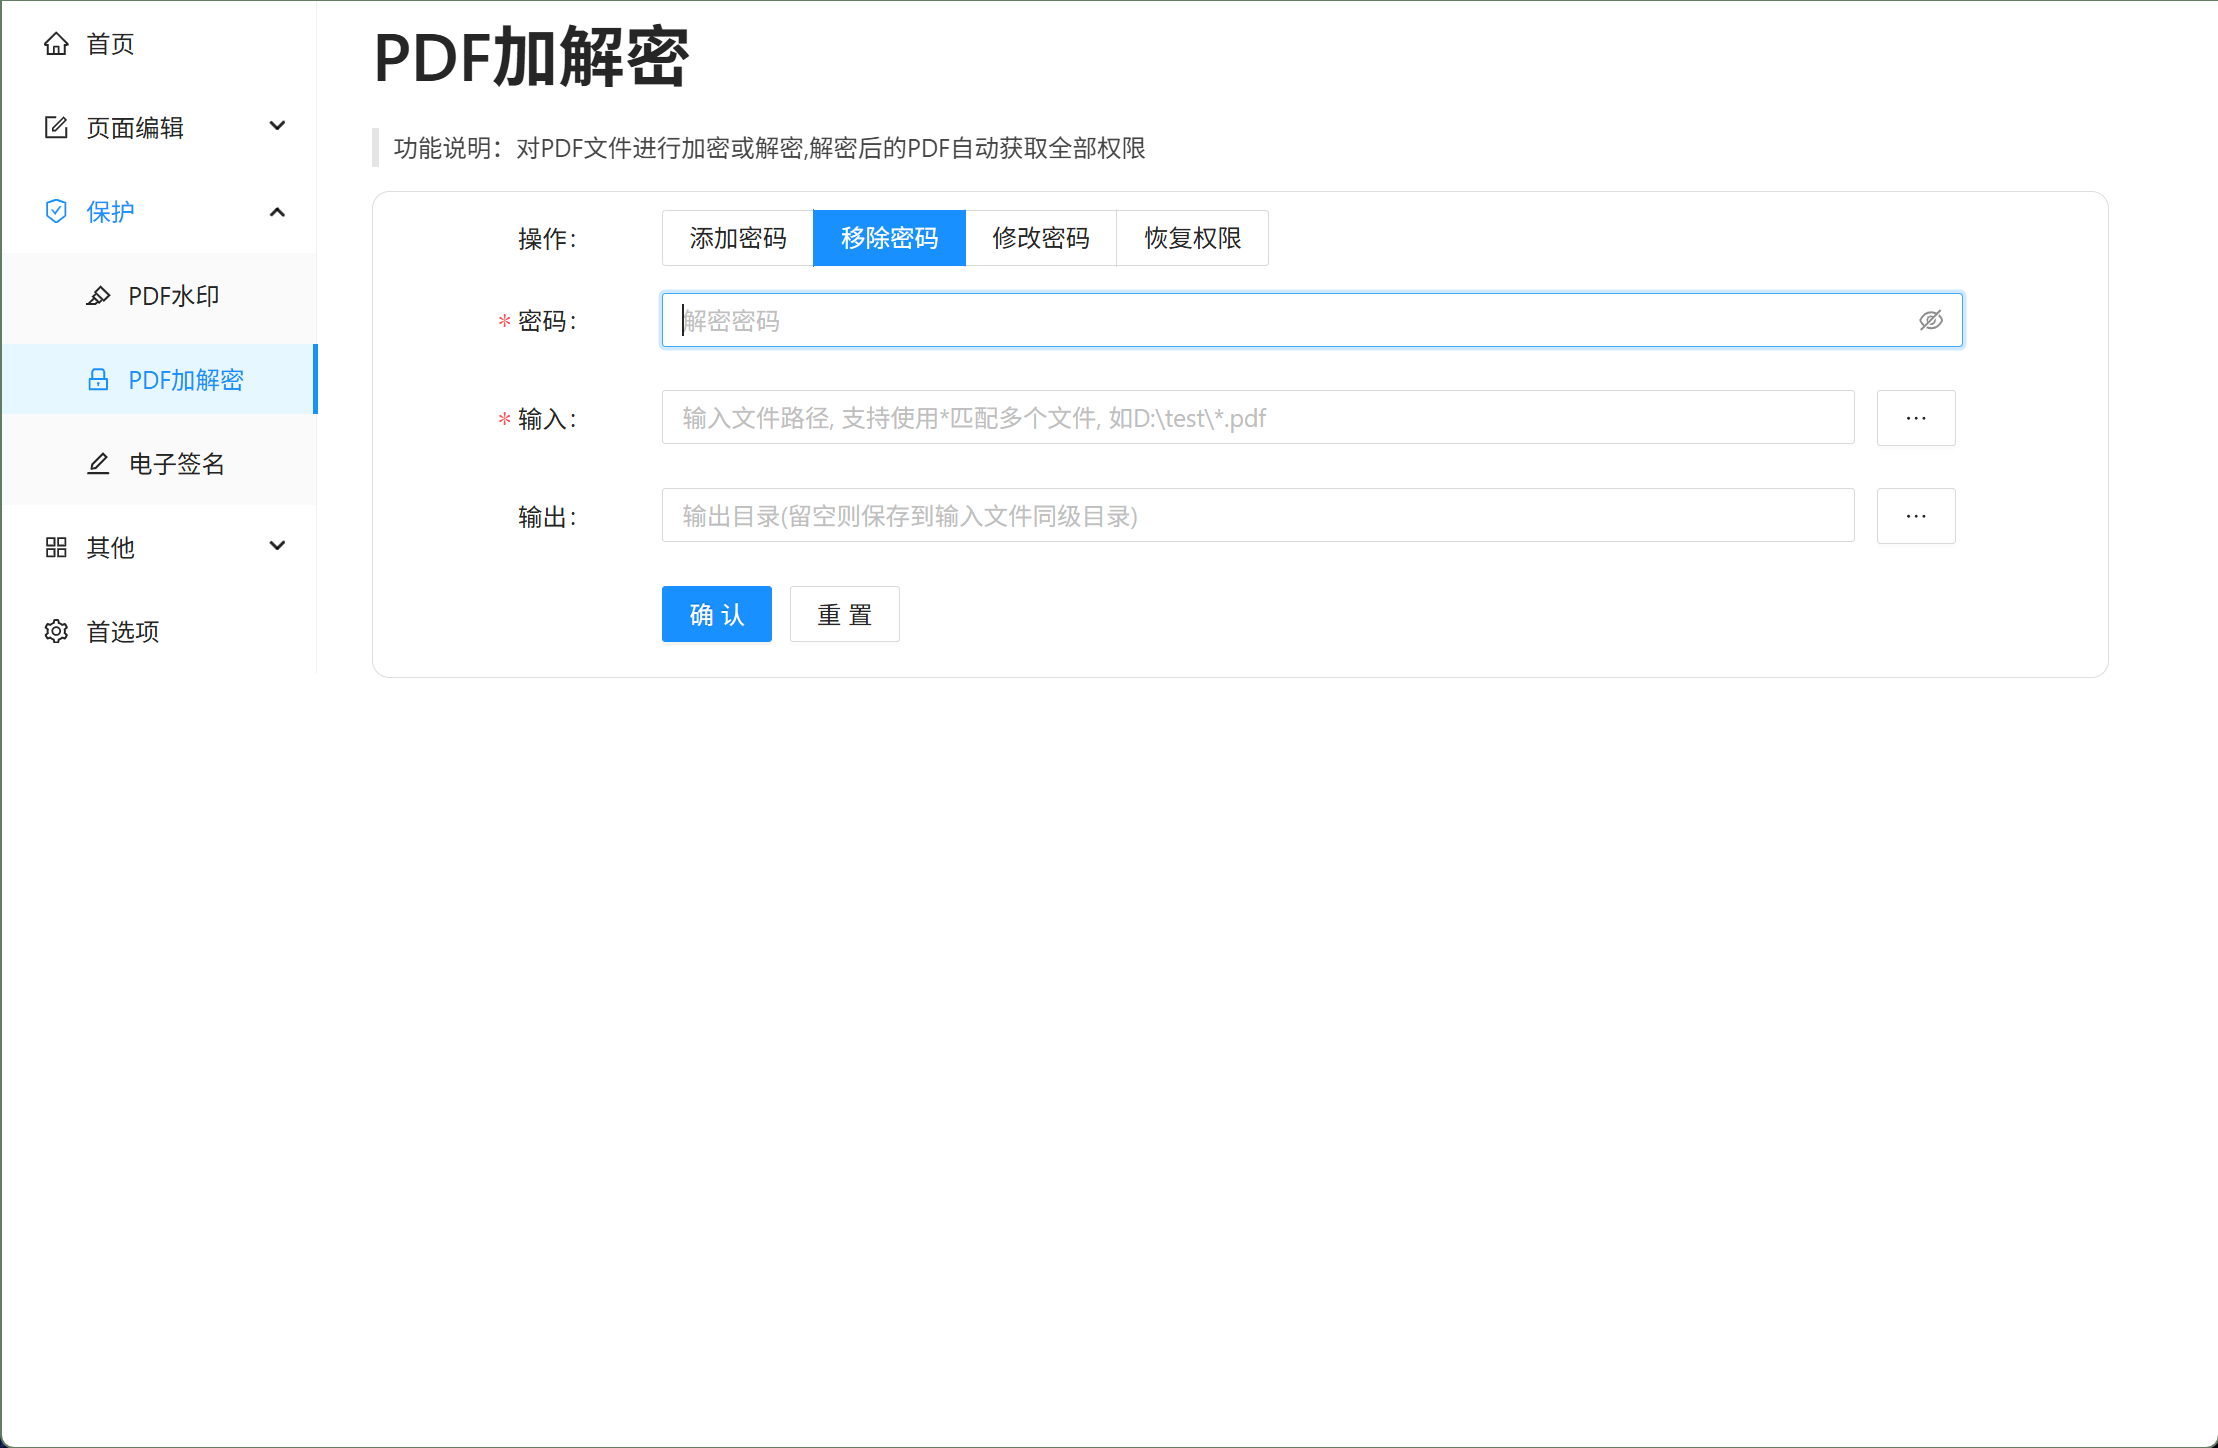 首页
页面编辑
保护
PDF水印
PDF加解密
电子签名
其他
首选项
PDF加解密
功能说明：对PDF文件进行加密或解密,解密后的PDF自动获取全部权限
操作： 添加密码 移除密码 修改密码 恢复权限
* 密码： 解密密码
* 输入： 输入文件路径, 支持使用*匹配多个文件, 如D:\test\*.pdf ...
输出： 输出目录(留空则保存到输入文件同级目录) ...
确 认 重 置